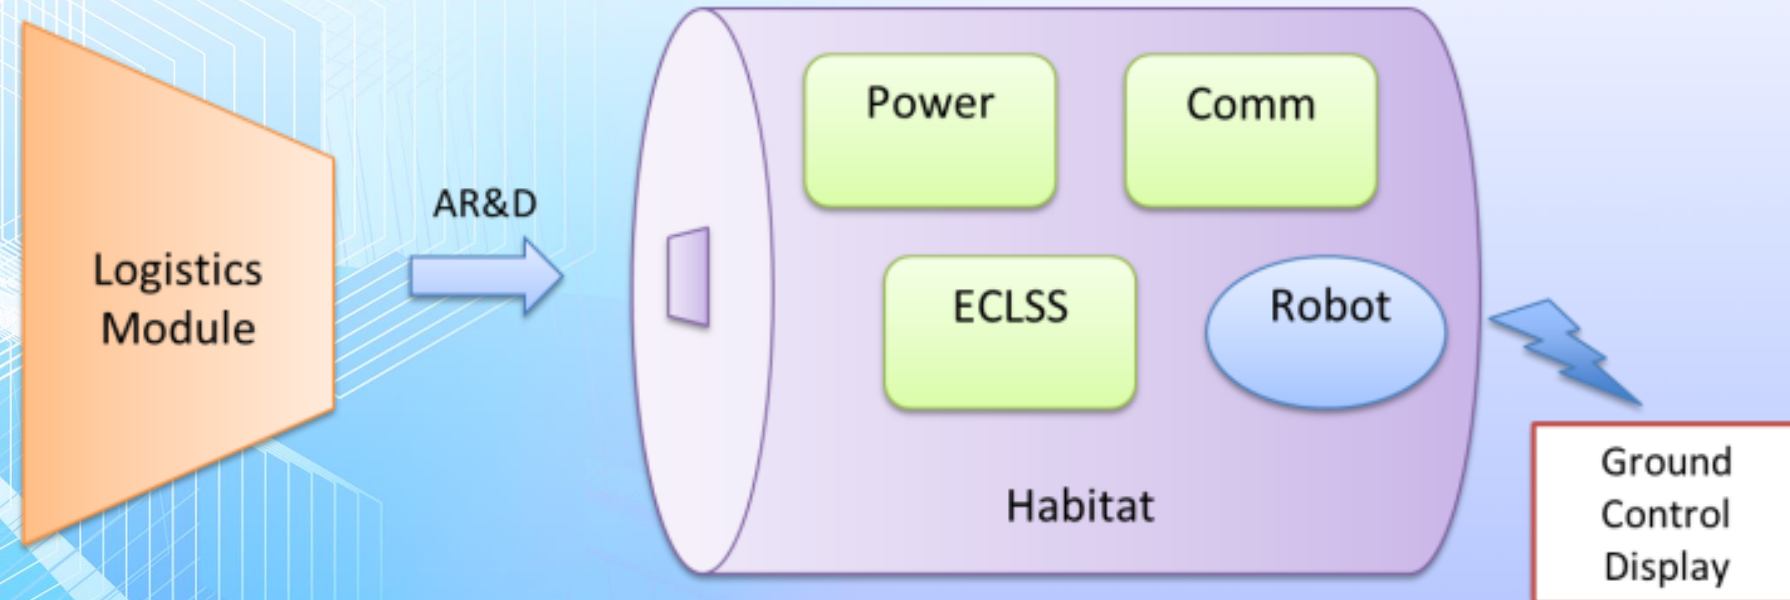 Logistics
Module
AR&D
Power
Comm
ECLSS
Robot
Habitat
Ground
Control
Display